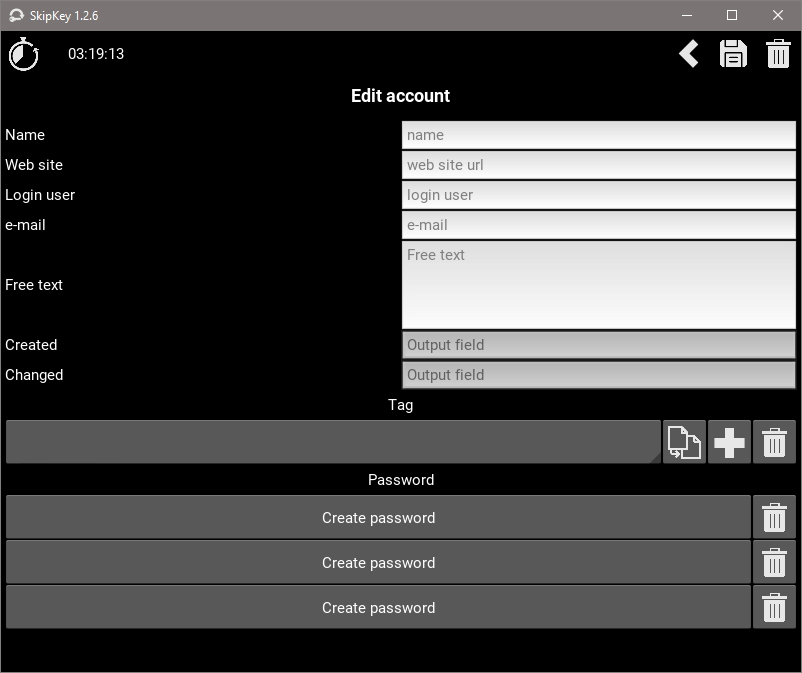 SkipKey 1.2.6
03:19:13
Edit account
Name name
Web site web site url
Login user login user
e-mail e-mail
Free text Free text
Created Output field
Changed Output field
Tag
Password
Create password
Create password
Create password